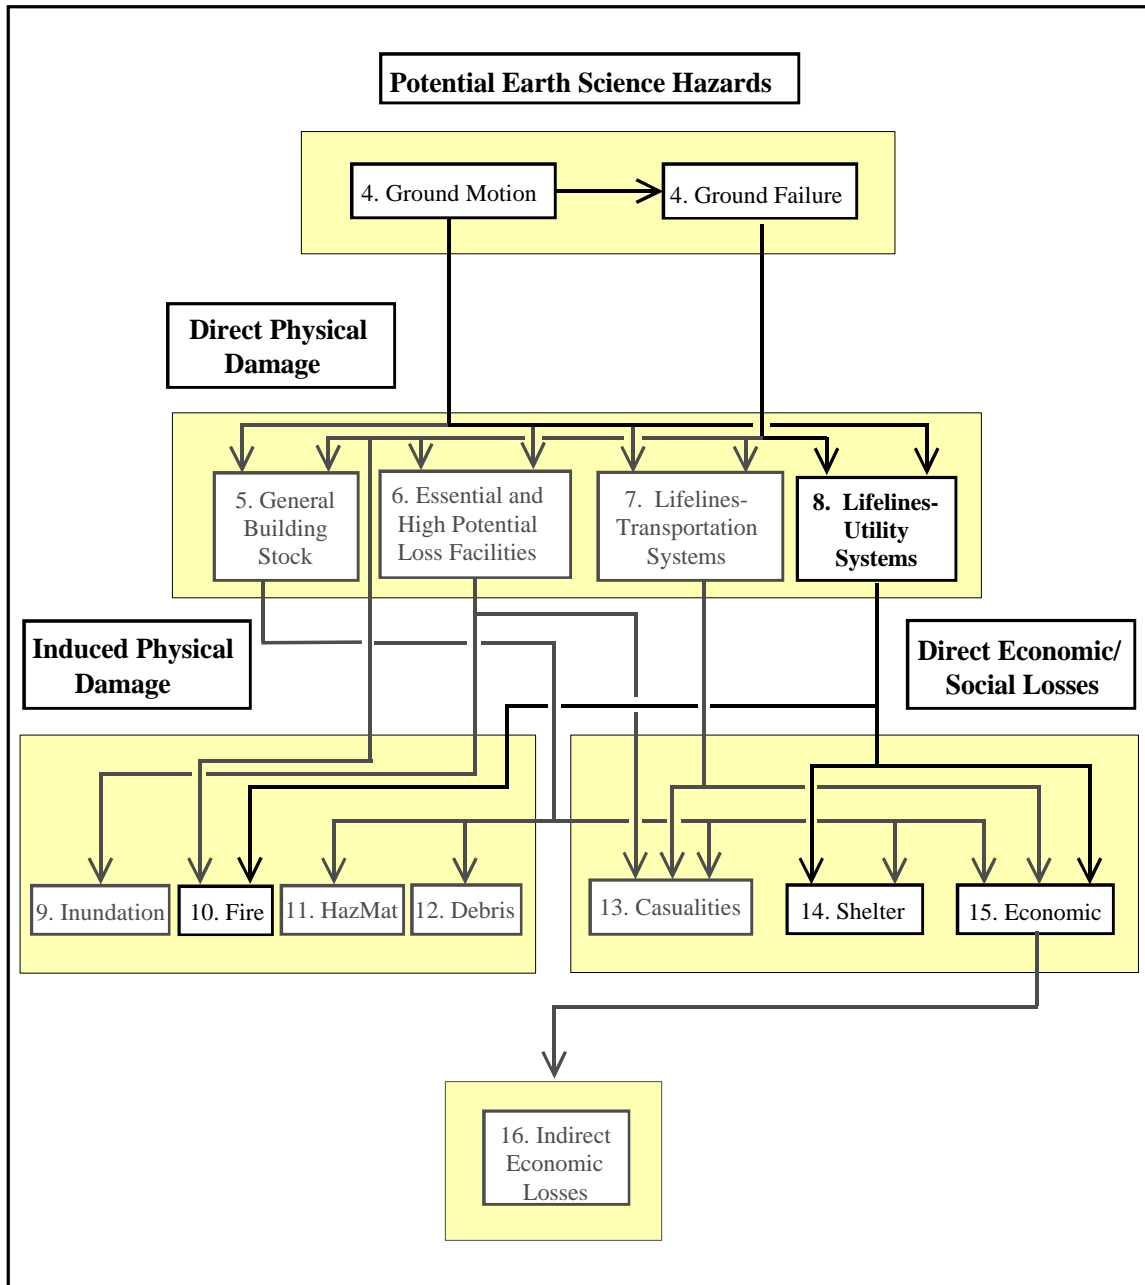 Potential Earth Science Hazards
4. Ground Motion
4. Ground Failure
Direct Physical
Damage
5. General
Building
Stock
6. Essential and
High Potential
Loss Facilities
7. Lifelines-
Transportation
Systems
8. Lifelines-
Utility
Systems
Induced Physical
Damage
Direct Economic/
Social Losses
9. Inundation
10. Fire
11. HazMat
12. Debris
13. Casualities
14. Shelter
15. Economic
16. Indirect
Economic
Losses